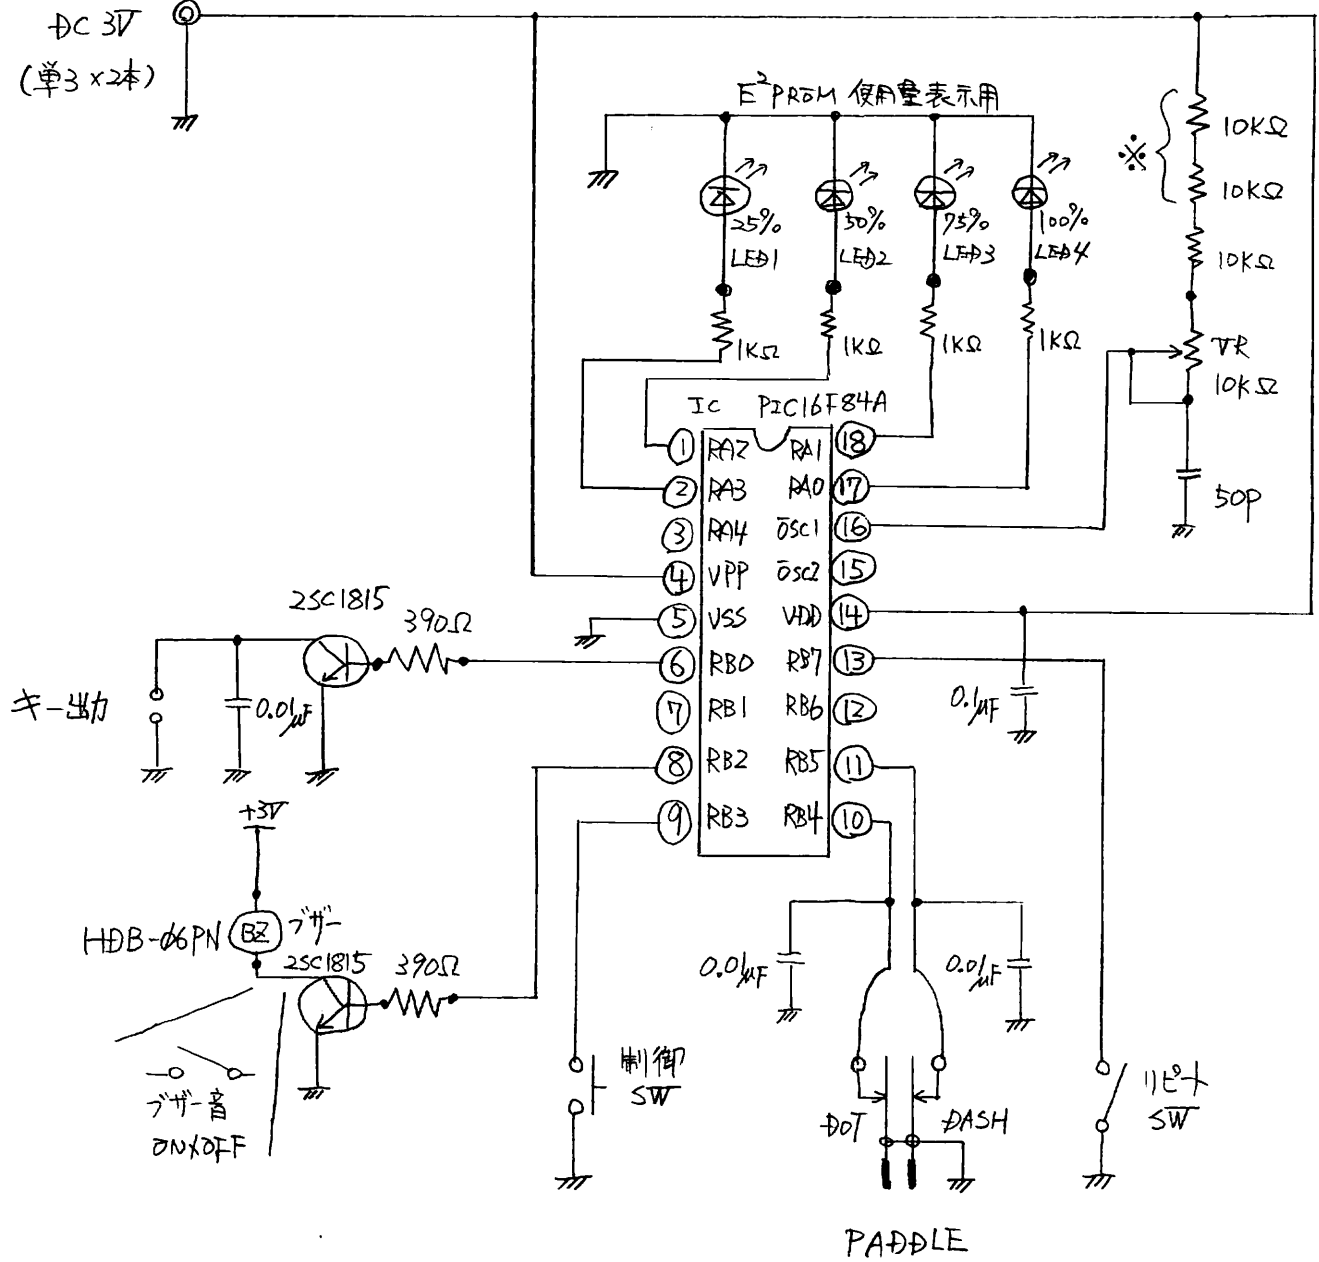 DC 3V
(単3×2本)
E²PROM 使用量表示用
25%
LED1
50%
LED2
75%
LED3
100%
LED4
1KΩ
1KΩ
1KΩ
1KΩ
※
10KΩ
10KΩ
10KΩ
VR
10KΩ
50P
IC PIC16F84A
1 RA2 RA1 18
2 RA3 RA0 17
3 RA4 OSC1 16
4 VPP OSC2 15
5 VSS VDD 14
6 RB0 RB7 13
7 RB1 RB6 12
8 RB2 RB5 11
9 RB3 RB4 10
2SC1815
390Ω
キー出力
0.01μF
0.1μF
+3V
HDB-06PN
BZ
ブザー
2SC1815
390Ω
ブザー音
ON/OFF
制御
SW
0.01μF
0.01μF
DOT
DASH
リピート
SW
PADDLE